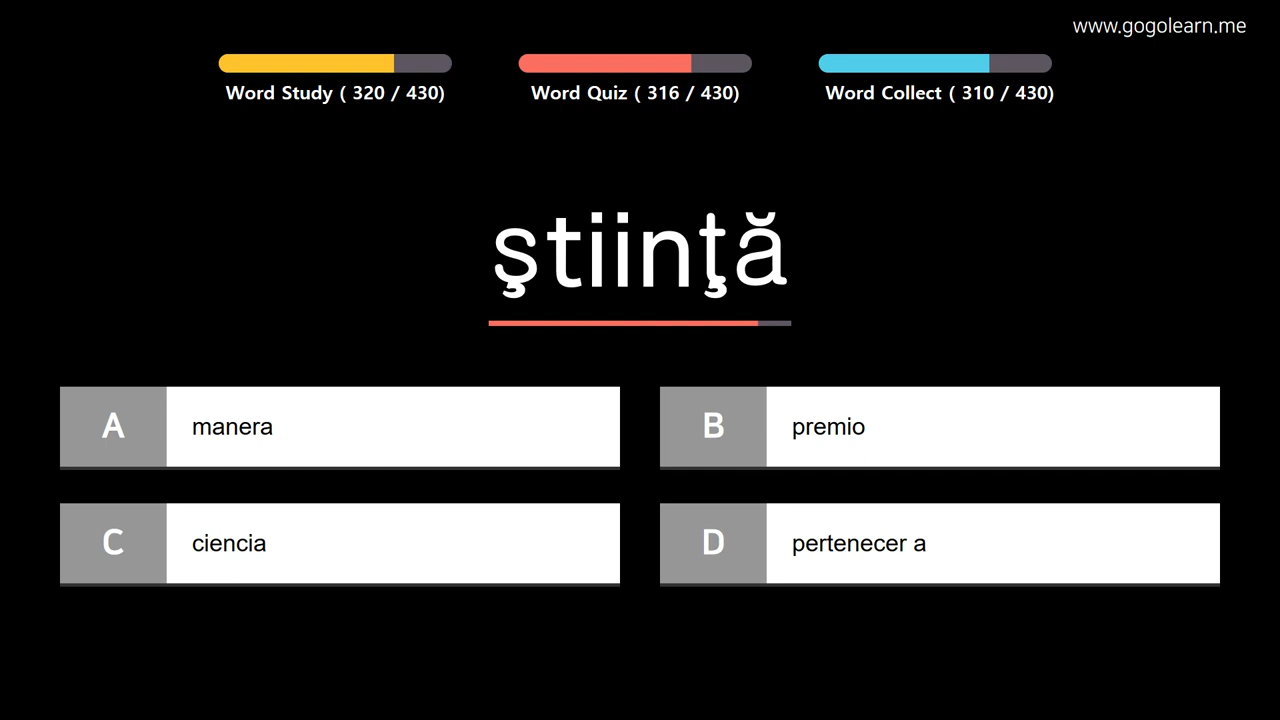 www.gogolearn.me
Word Study ( 320 / 430)
Word Quiz ( 316 / 430)
Word Collect ( 310 / 430)
ştiinţă
A manera
B premio
C ciencia
D pertenecer a